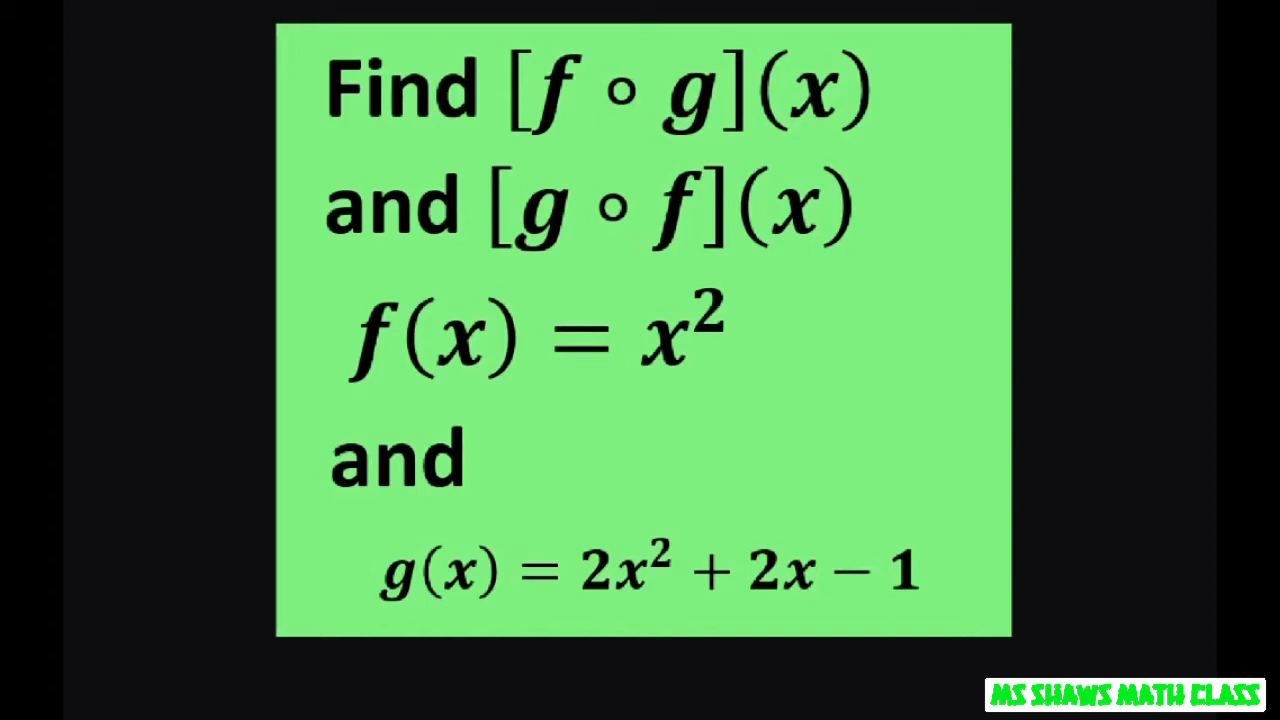 Find [f ∘ g](x)
and [g ∘ f](x)
f(x) = x²
and
g(x) = 2x² + 2x − 1
MS SHAWS MATH CLASS